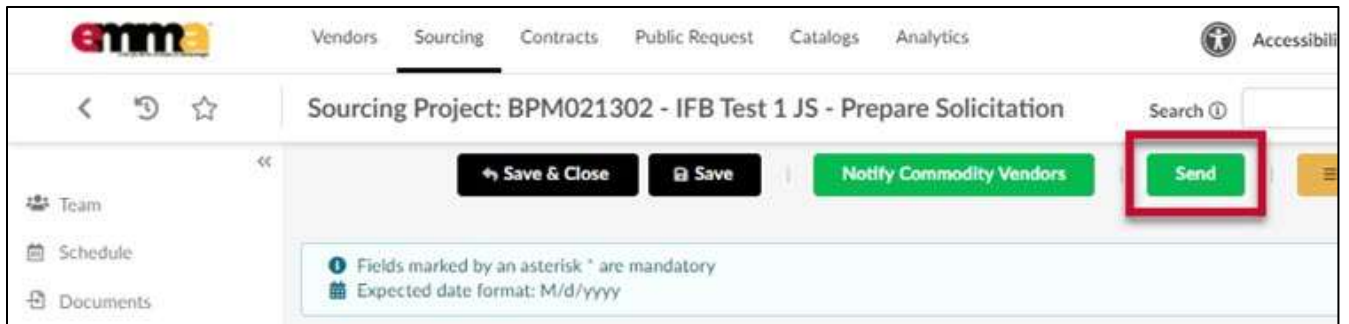 emma
Vendors Sourcing Contracts Public Request Catalogs Analytics Accessibili
Sourcing Project: BPM021302 - IFB Test 1 JS - Prepare Solicitation Search
Save & Close Save Notify Commodity Vendors Send
Team
Schedule
Documents
Fields marked by an asterisk * are mandatory
Expected date format: M/d/yyyy